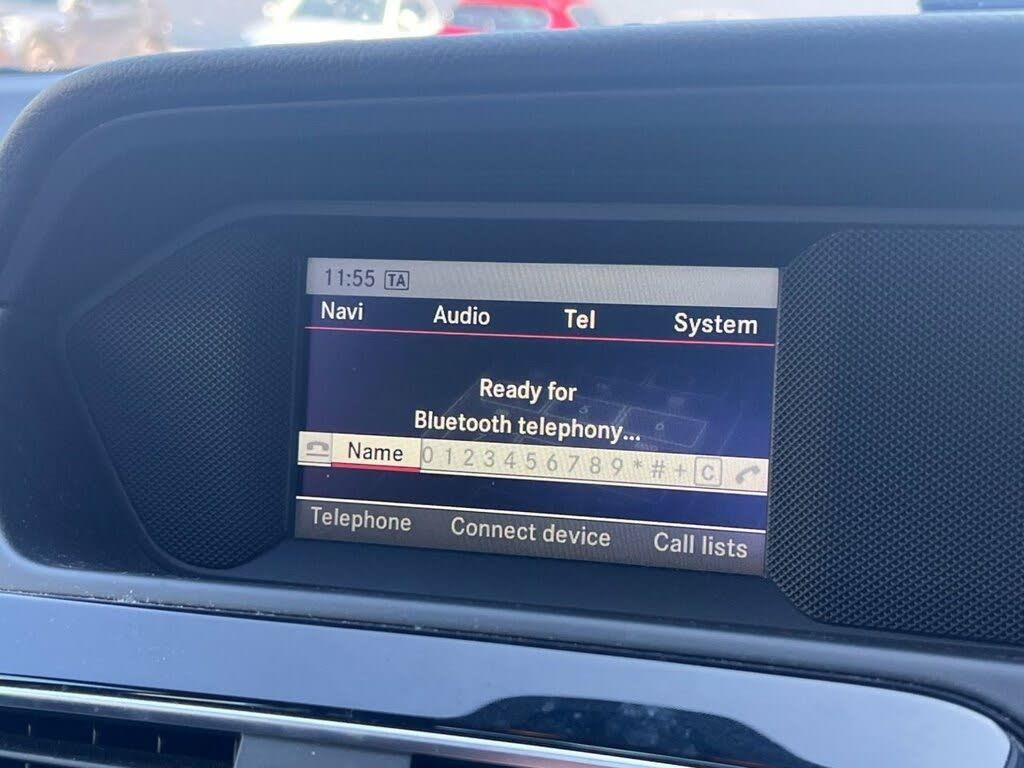 11:55 TA
Navi Audio Tel System
Ready for
Bluetooth telephony...
Name 0 1 2 3 4 5 6 7 8 9 * # + C
Telephone Connect device Call lists